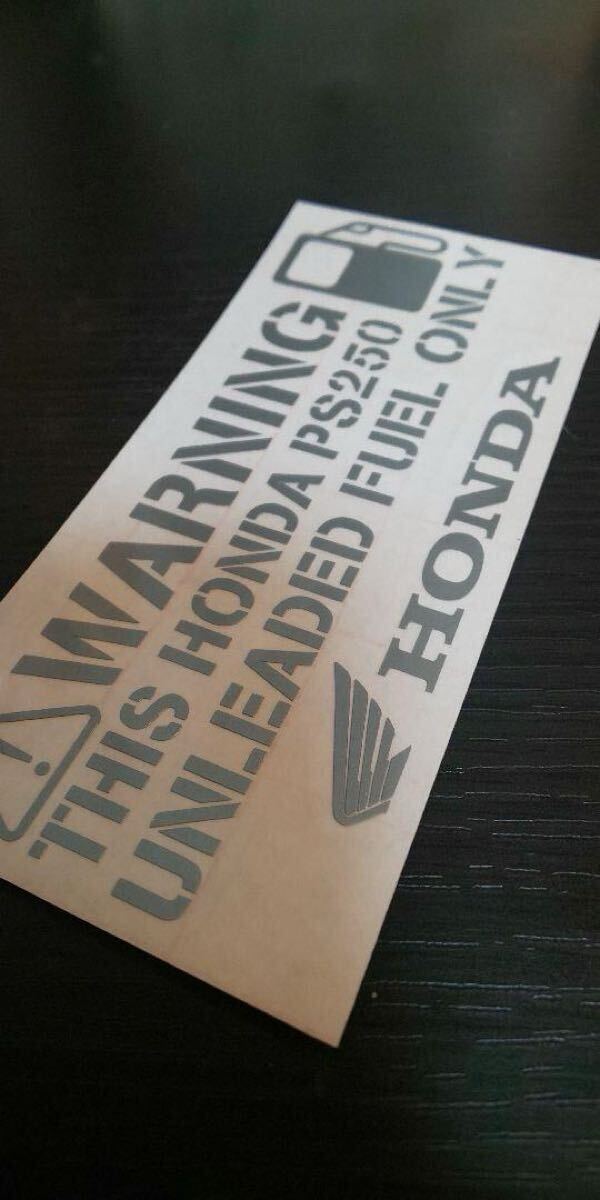 WARNING
THIS HONDA PS250
UNLEADED FUEL ONLY
HONDA